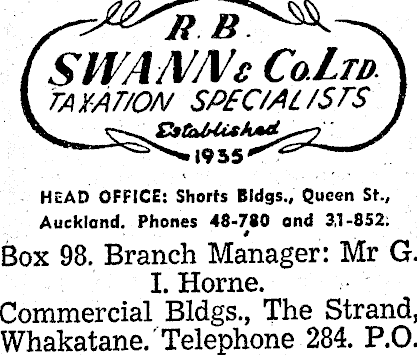 R. B.
SWANN & Co. LTD.
TAXATION SPECIALISTS
Established
1935
HEAD OFFICE: Shorts Bldgs., Queen St.,
Auckland. Phones 48-780 and 31-852.
Box 98. Branch Manager: Mr G.
I. Horne.
Commercial Bldgs., The Strand,
Whakatane. Telephone 284. P.O.